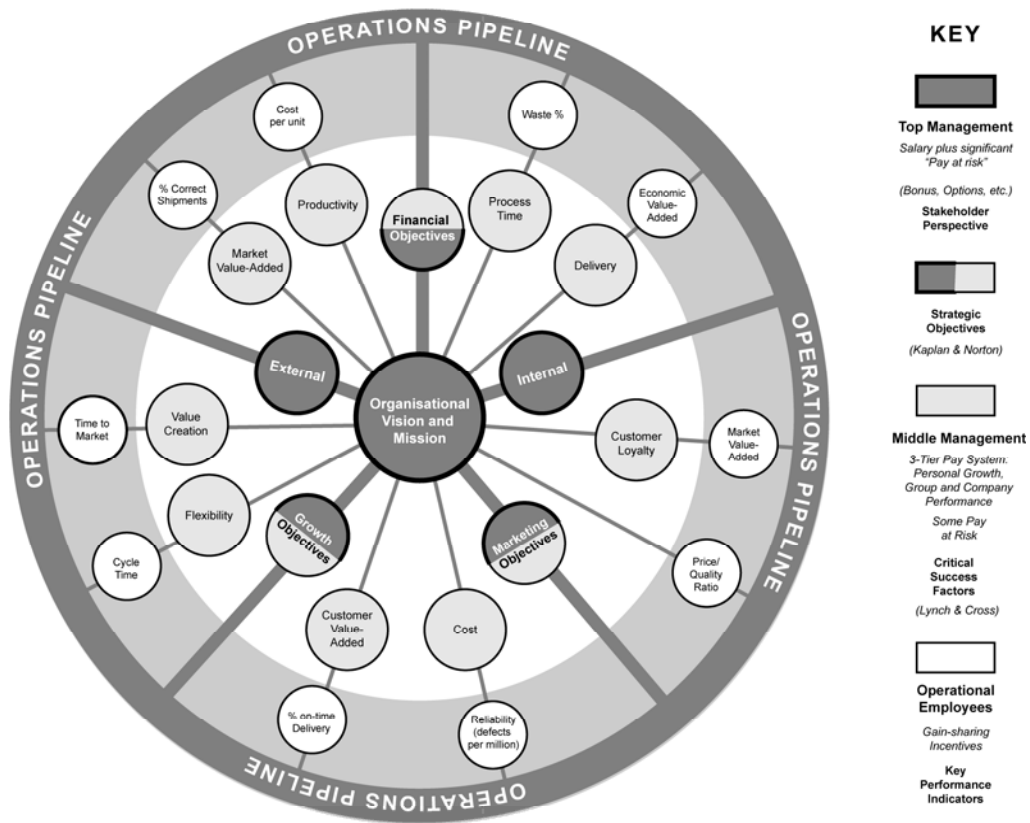 OPERATIONS PIPELINE
OPERATIONS PIPELINE
OPERATIONS PIPELINE
OPERATIONS PIPELINE
Cost
per unit
Waste %
% Correct
Shipments
Economic
Value-
Added
Productivity
Financial
Objectives
Process
Time
Market
Value-Added
Delivery
External
Internal
Organisational
Vision and
Mission
Time to
Market
Value
Creation
Customer
Loyalty
Market
Value-
Added
Flexibility
Growth
Objectives
Marketing
Objectives
Cycle
Time
Price/
Quality
Ratio
Customer
Value-
Added
Cost
% on-time
Delivery
Reliability
(defects
per million)
KEY
Top Management
Salary plus significant
"Pay at risk"
(Bonus, Options, etc.)
Stakeholder
Perspective
Strategic
Objectives
(Kaplan & Norton)
Middle Management
3-Tier Pay System:
Personal Growth,
Group and Company
Performance
Some Pay
at Risk
Critical
Success
Factors
(Lynch & Cross)
Operational
Employees
Gain-sharing
Incentives
Key
Performance
Indicators